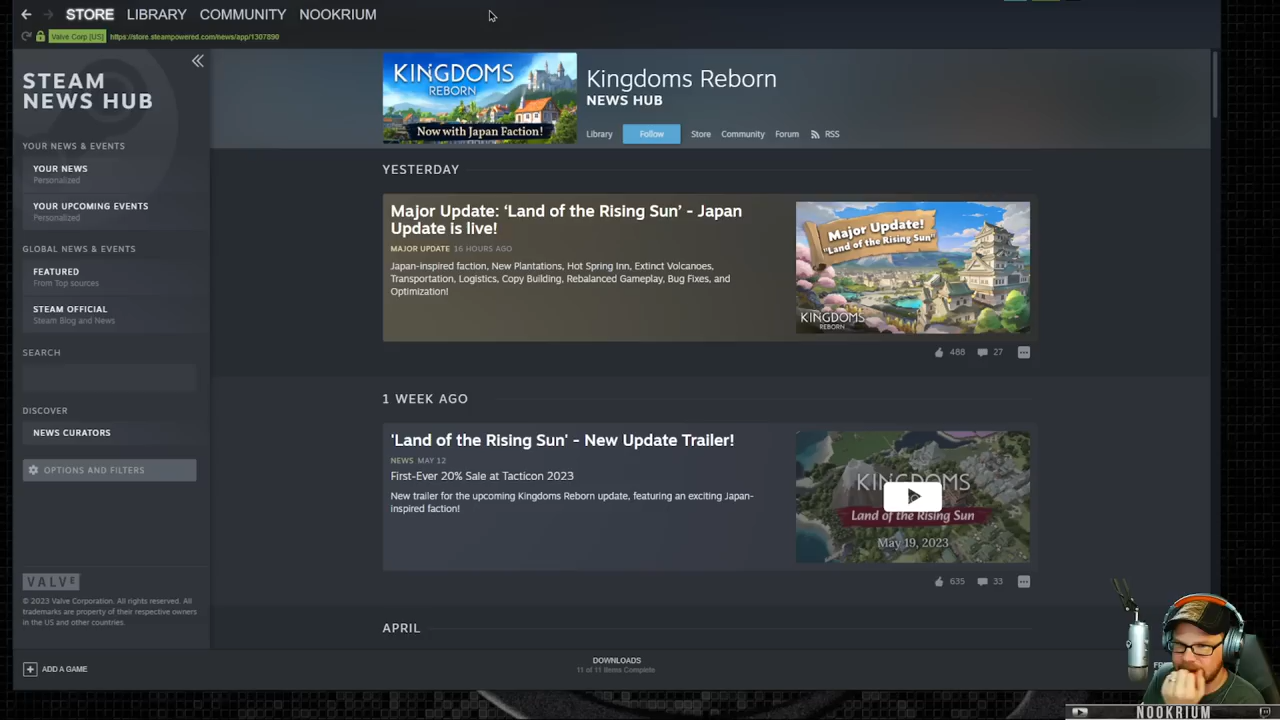 STORE LIBRARY COMMUNITY NOOKRIUM
Valve Corp [US] https://store.steampowered.com/news/app/1307890
STEAM
NEWS HUB
YOUR NEWS & EVENTS
YOUR NEWS
Personalized
YOUR UPCOMING EVENTS
Personalized
GLOBAL NEWS & EVENTS
FEATURED
From Top sources
STEAM OFFICIAL
Steam Blog and News
SEARCH
DISCOVER
NEWS CURATORS
OPTIONS AND FILTERS
VALVE
© 2023 Valve Corporation. All rights reserved. All
trademarks are property of their respective owners
in the US and other countries.
ADD A GAME
KINGDOMS
REBORN
Now with Japan Faction!
Kingdoms Reborn
NEWS HUB
Library Follow Store Community Forum RSS
YESTERDAY
Major Update: ‘Land of the Rising Sun’ - Japan
Update is live!
MAJOR UPDATE 16 HOURS AGO
Japan-inspired faction, New Plantations, Hot Spring Inn, Extinct Volcanoes,
Transportation, Logistics, Copy Building, Rebalanced Gameplay, Bug Fixes, and
Optimization!
Major Update!
"Land of the Rising Sun"
KINGDOMS
REBORN
488 27
1 WEEK AGO
'Land of the Rising Sun' - New Update Trailer!
NEWS MAY 12
First-Ever 20% Sale at Tacticon 2023
New trailer for the upcoming Kingdoms Reborn update, featuring an exciting Japan-
inspired faction!
KINGDOMS
Land of the Rising Sun
May 19, 2023
635 33
APRIL
DOWNLOADS
11 of 11 Items Complete
NOOKRIUM